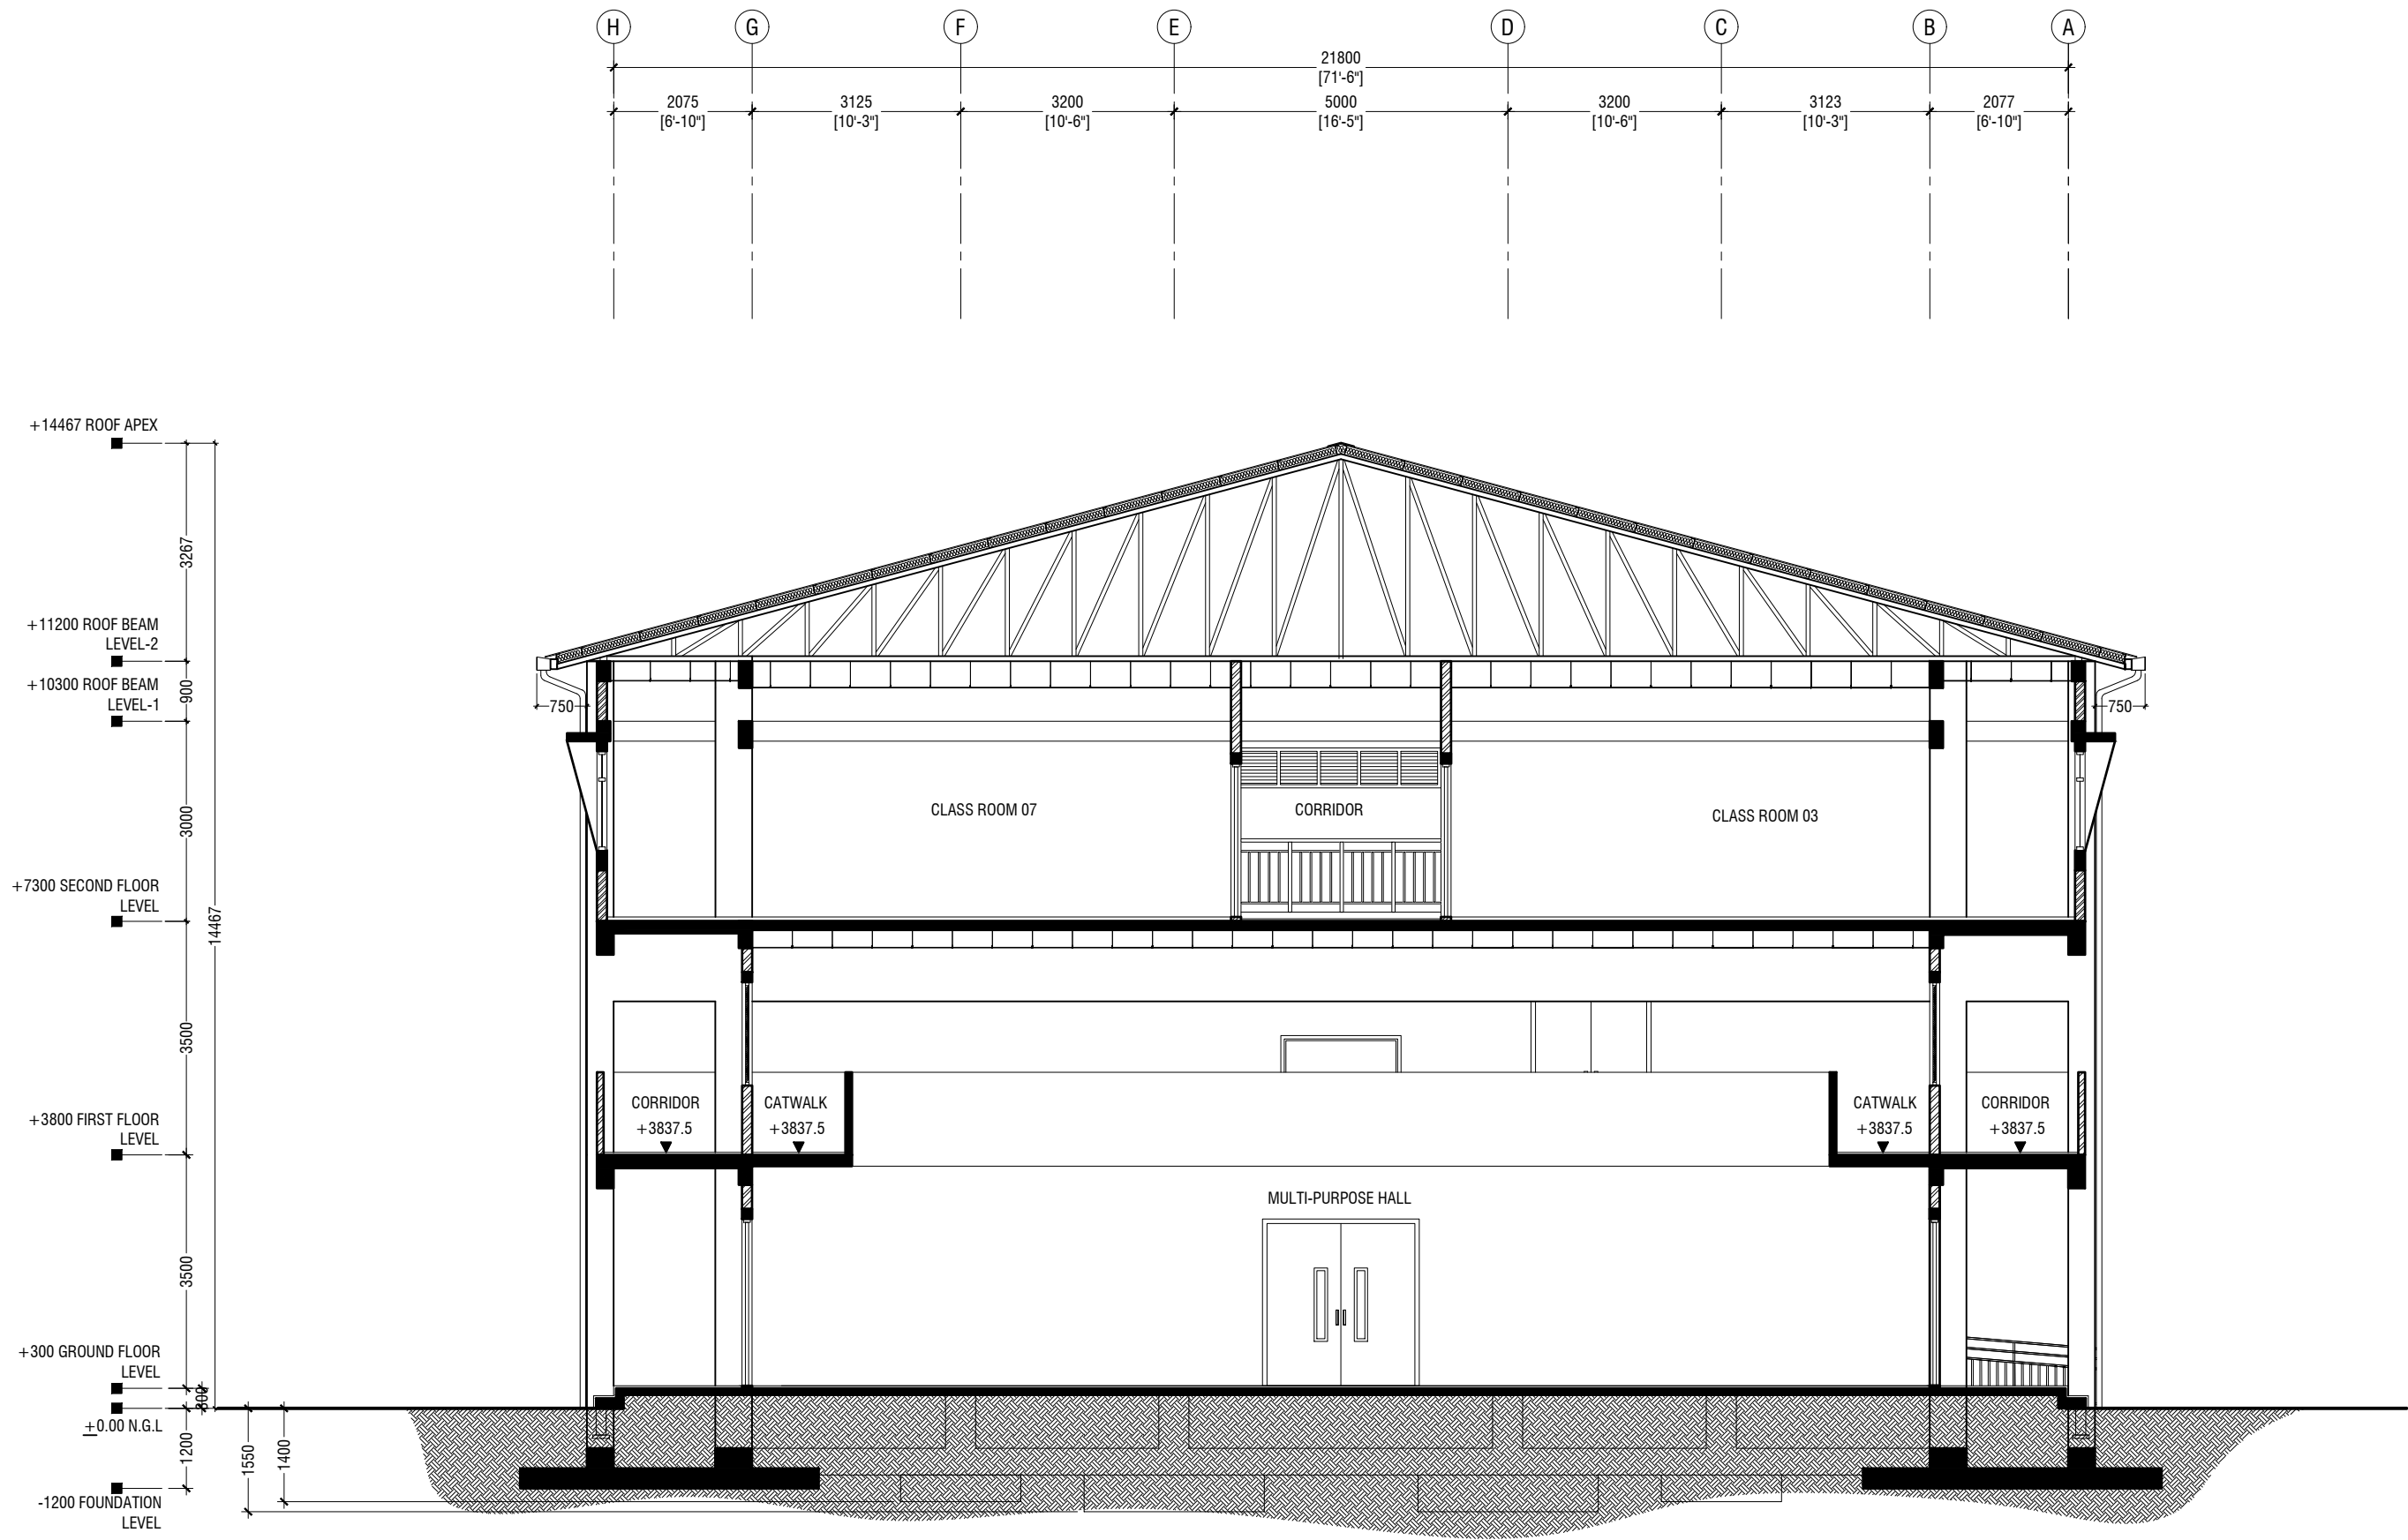 H G F E D C B A
21800
[71'-6"]
2075 3125 3200 5000 3200 3123 2077
[6'-10"] [10'-3"] [10'-6"] [16'-5"] [10'-6"] [10'-3"] [6'-10"]
+14467 ROOF APEX
3267
+11200 ROOF BEAM
LEVEL-2
+10300 ROOF BEAM
LEVEL-1
900
750
750
3000
CLASS ROOM 07
CORRIDOR
CLASS ROOM 03
+7300 SECOND FLOOR
LEVEL
14467
3500
+3800 FIRST FLOOR
LEVEL
CORRIDOR
+3837.5
CATWALK
+3837.5
CATWALK
+3837.5
CORRIDOR
+3837.5
MULTI-PURPOSE HALL
3500
+300 GROUND FLOOR
LEVEL
300
±0.00 N.G.L
1200
1550
1400
-1200 FOUNDATION
LEVEL